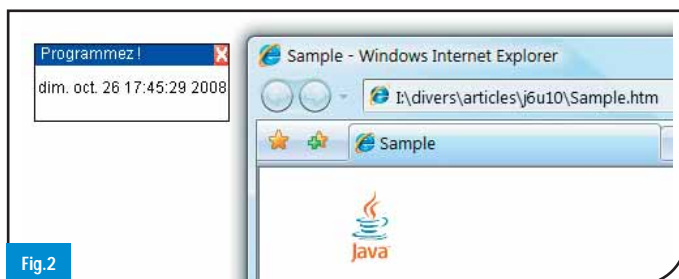 Programmez !
dim. oct. 26 17:45:29 2008
Sample - Windows Internet Explorer
I:\divers\articles\j6u10\Sample.htm
Sample
Java
Fig.2